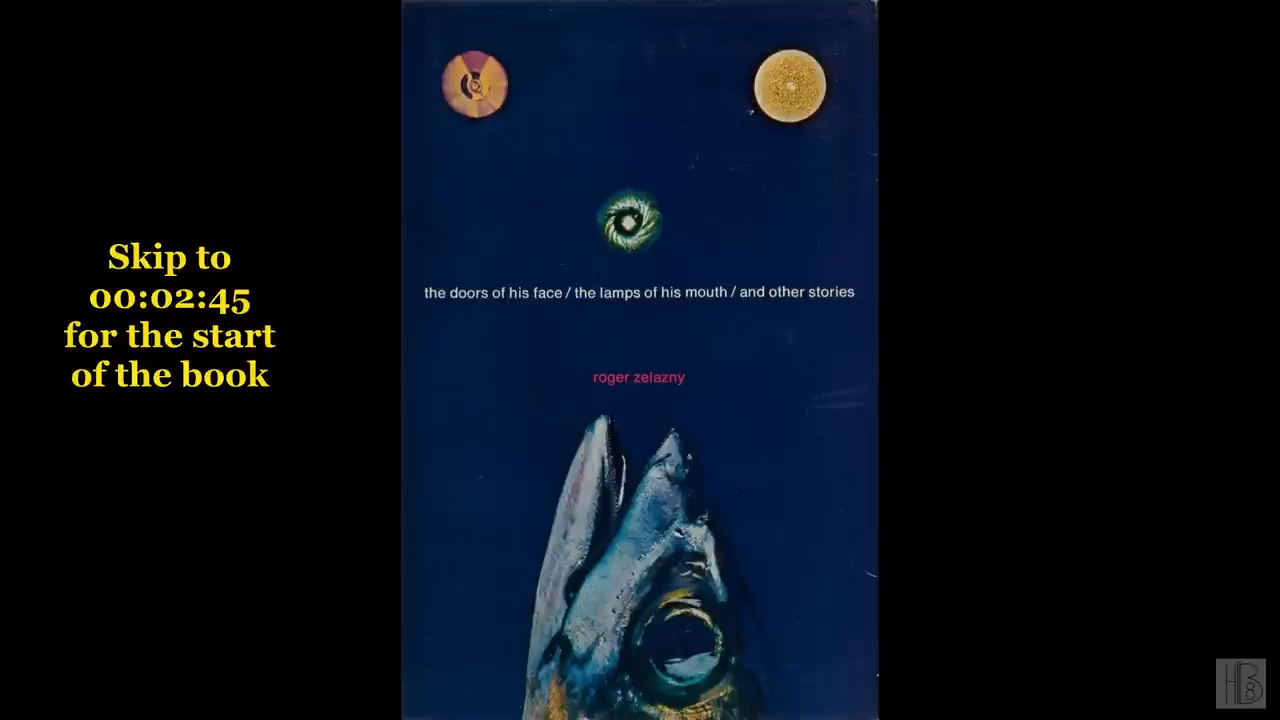 Skip to
00:02:45
for the start
of the book
the doors of his face / the lamps of his mouth / and other stories
roger zelazny
HB8